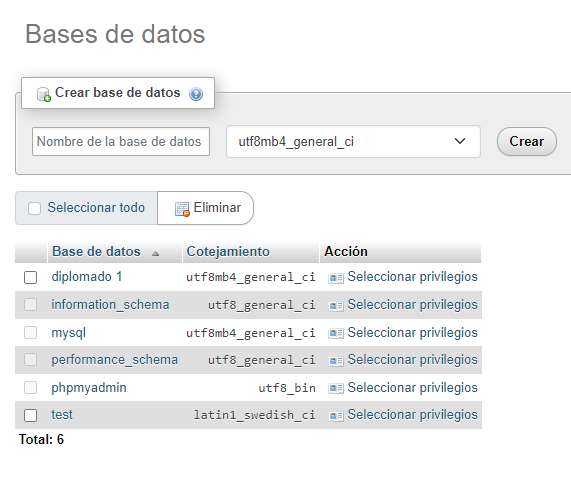 Bases de datos
Crear base de datos
Nombre de la base de datos utf8mb4_general_ci Crear
Seleccionar todo Eliminar
Base de datos Cotejamiento Acción
diplomado 1 utf8mb4_general_ci Seleccionar privilegios
information_schema utf8_general_ci Seleccionar privilegios
mysql utf8mb4_general_ci Seleccionar privilegios
performance_schema utf8_general_ci Seleccionar privilegios
phpmyadmin utf8_bin Seleccionar privilegios
test latin1_swedish_ci Seleccionar privilegios
Total: 6